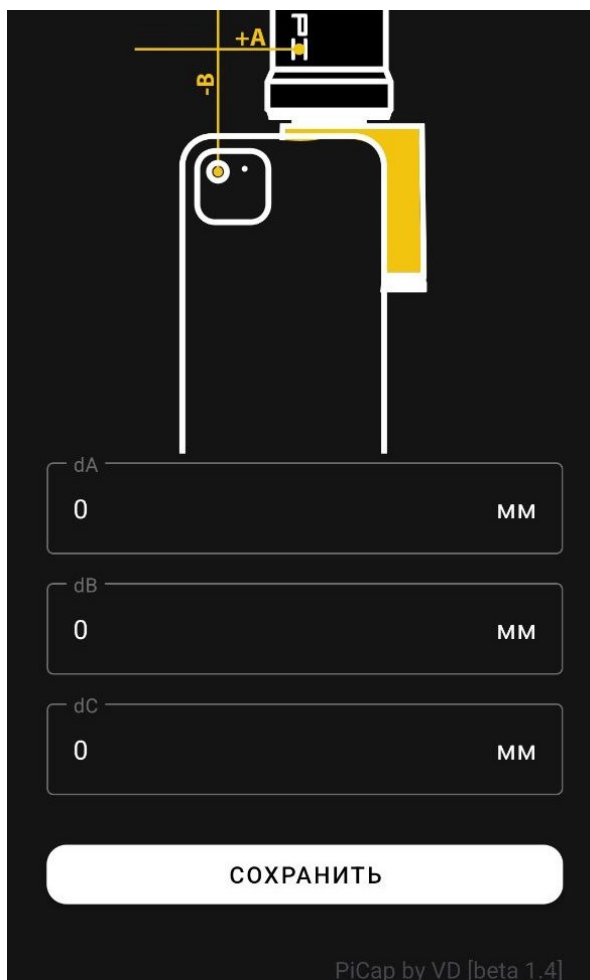 +A
-B
dA
0 мм
dB
0 мм
dC
0 мм
СОХРАНИТЬ
PiCap by VD [beta 1.4]